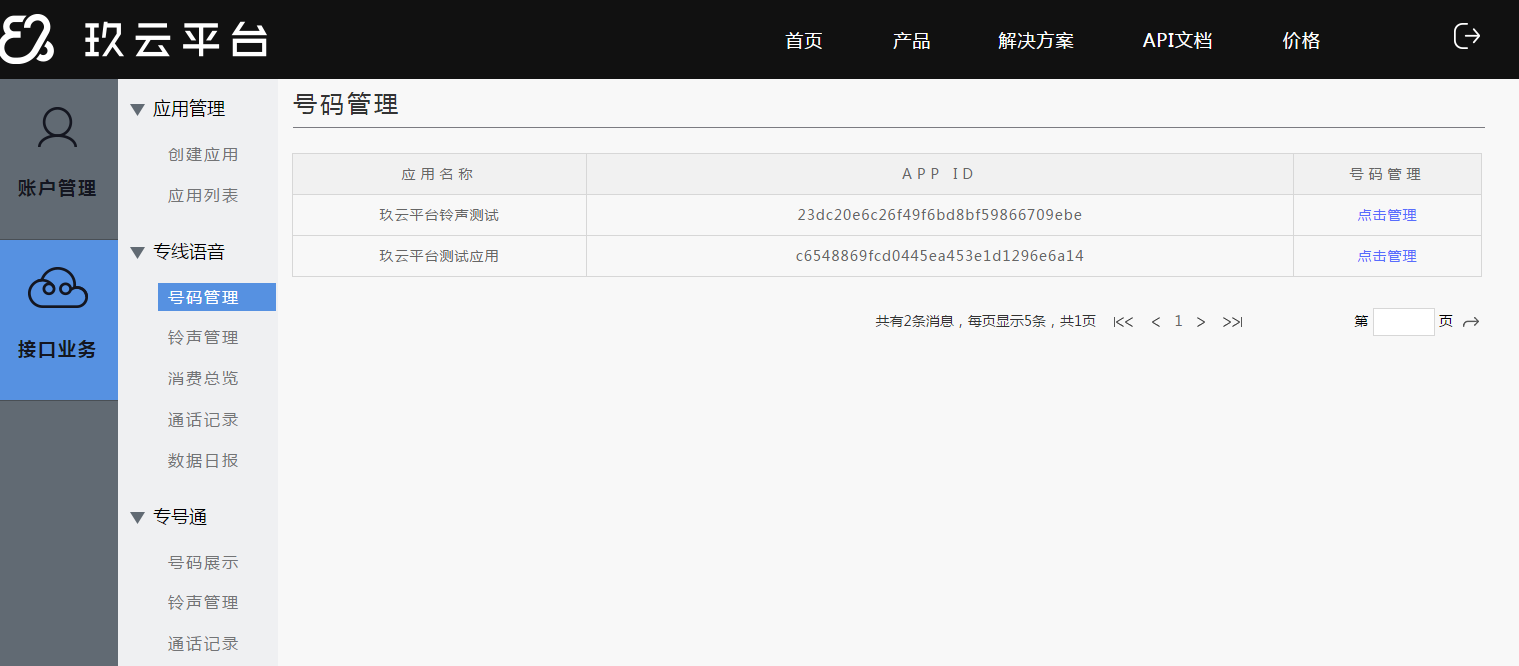 玖云平台
首页 产品 解决方案 API文档 价格
账户管理
接口业务
应用管理
创建应用
应用列表
专线语音
号码管理
铃声管理
消费总览
通话记录
数据日报
专号通
号码展示
铃声管理
通话记录
号码管理
应用名称 APP ID 号码管理
玖云平台铃声测试 23dc20e6c26f49f6bd8bf59866709ebe 点击管理
玖云平台测试应用 c6548869fcd0445ea453e1d1296e6a14 点击管理
共有2条消息，每页显示5条，共1页 |<< < 1 > >>| 第 页